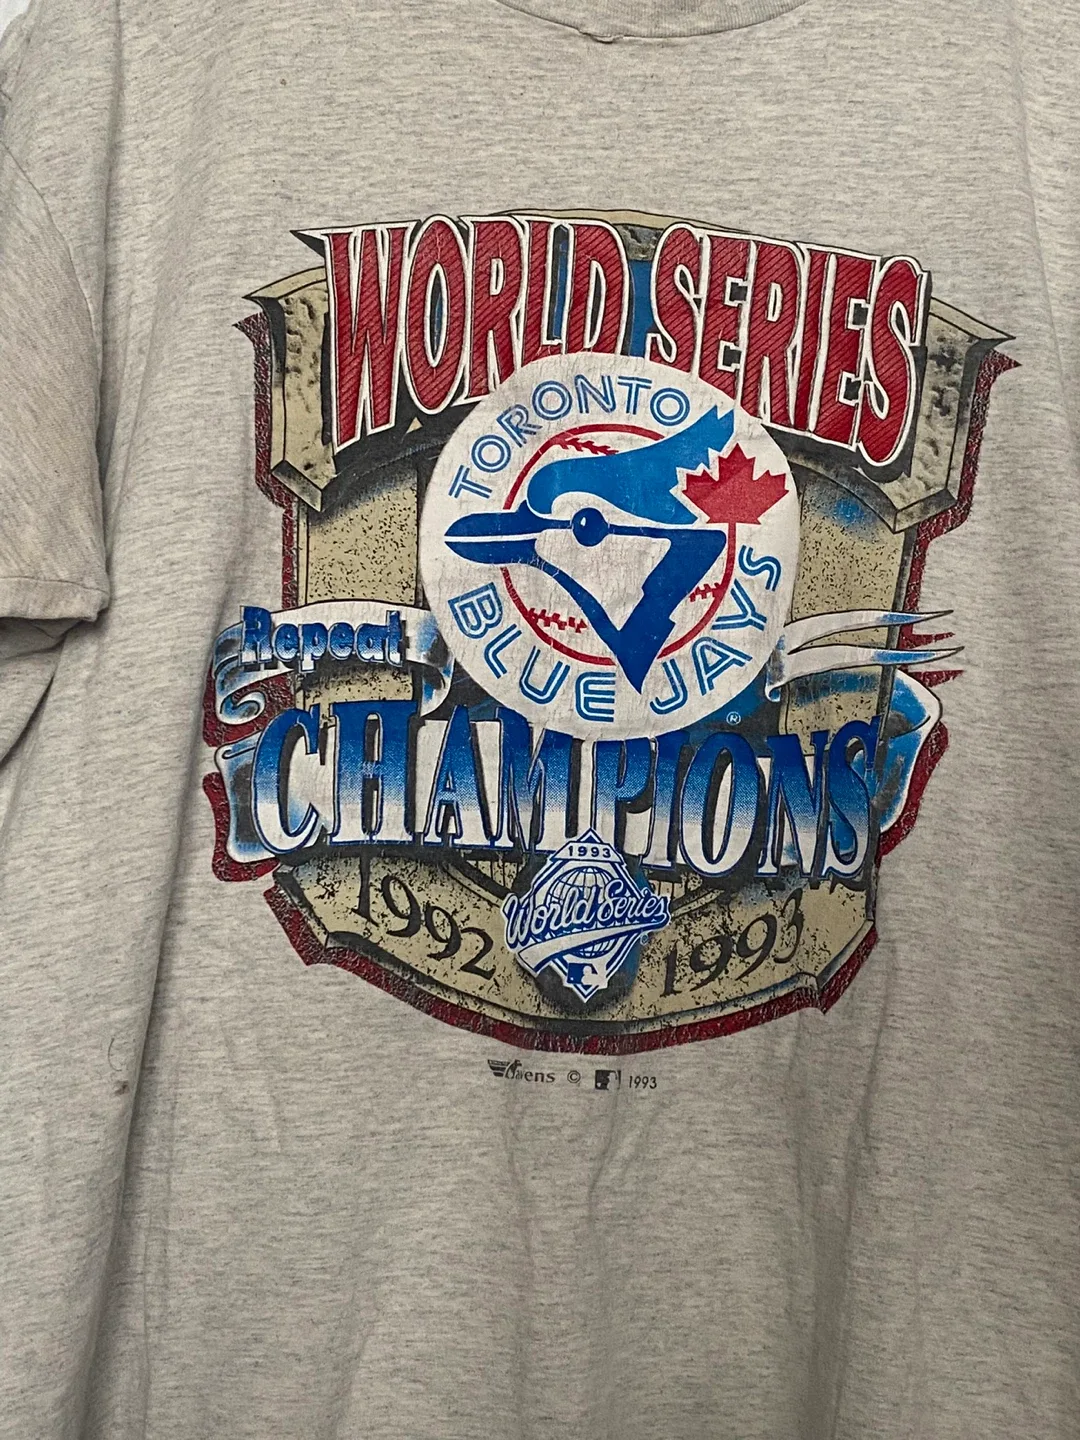 WORLD SERIES
TORONTO
BLUE JAYS
®
Repeat
CHAMPIONS
1993
World Series
1992 1993
© 1993